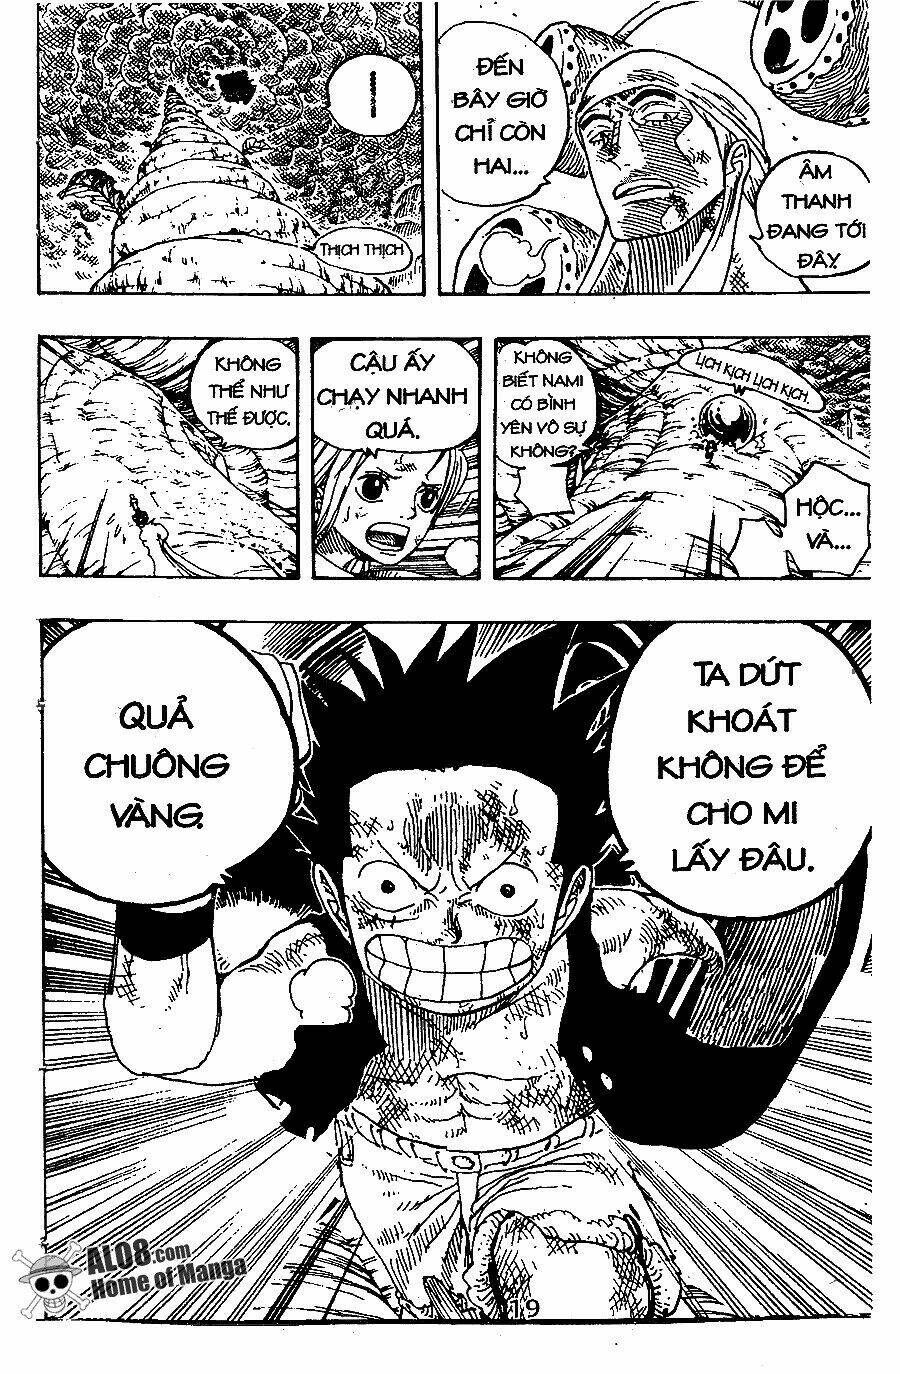 ĐẾN
BÂY GIỜ
CHỈ CÒN
HAI...
ÂM
THANH
ĐANG TỚI
ĐÂY.
THỊCH THỊCH
KHÔNG
THỂ NHƯ
THẾ ĐƯỢC.
CẬU ẤY
CHẠY NHANH
QUÁ.
KHÔNG
BIẾT NAMI
CÓ BÌNH
YÊN VÔ SỰ
KHÔNG?
LỊCH KỊCH LỊCH KỊCH.
HỘC...
VÀ...
QUẢ
CHUÔNG
VÀNG.
TA DỨT
KHOÁT
KHÔNG ĐỂ
CHO MI
LẤY ĐÂU.
ALO8.com
Home of Manga
19